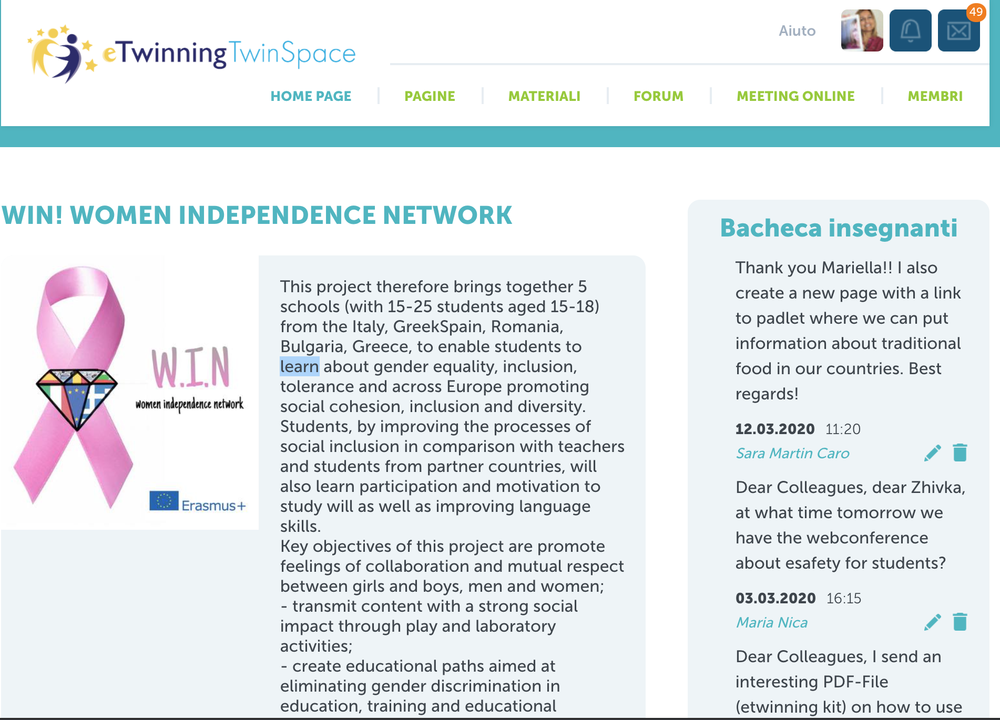 49
Aiuto
eTwinningTwinSpace
HOME PAGE
PAGINE
MATERIALI
FORUM
MEETING ONLINE
MEMBRI
WIN! WOMEN INDEPENDENCE NETWORK
W.I.N
women independence network
Erasmus+
This project therefore brings together 5
schools (with 15-25 students aged 15-18)
from the Italy, GreekSpain, Romania,
Bulgaria, Greece, to enable students to
learn about gender equality, inclusion,
tolerance and across Europe promoting
social cohesion, inclusion and diversity.
Students, by improving the processes of
social inclusion in comparison with teachers
and students from partner countries, will
also learn participation and motivation to
study will as well as improving language
skills.
Key objectives of this project are promote
feelings of collaboration and mutual respect
between girls and boys, men and women;
- transmit content with a strong social
impact through play and laboratory
activities;
- create educational paths aimed at
eliminating gender discrimination in
education, training and educational
Bacheca insegnanti
Thank you Mariella!! I also
create a new page with a link
to padlet where we can put
information about traditional
food in our countries. Best
regards!
12.03.2020 11:20
Sara Martin Caro
Dear Colleagues, dear Zhivka,
at what time tomorrow we
have the webconference
about esafety for students?
03.03.2020 16:15
Maria Nica
Dear Colleagues, I send an
interesting PDF-File
(etwinning kit) on how to use